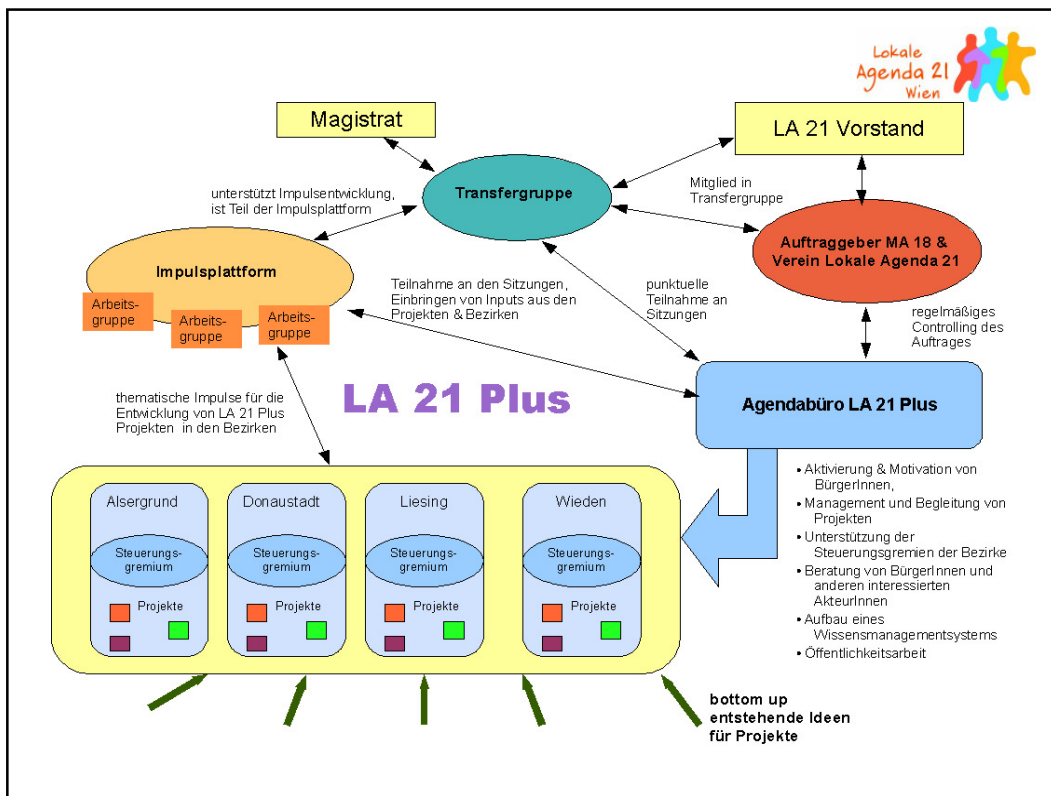 Lokale
Agenda 21
Wien
Magistrat
LA 21 Vorstand
Transfergruppe
unterstützt Impulsentwicklung,
ist Teil der Impulsplattform
Mitglied in
Transfergruppe
Auftraggeber MA 18 &
Verein Lokale Agenda 21
Impulsplattform
Arbeits-
gruppe
Arbeits-
gruppe
Arbeits-
gruppe
Teilnahme an den Sitzungen,
Einbringen von Inputs aus den
Projekten & Bezirken
punktuelle
Teilnahme an
Sitzungen
regelmäßiges
Controlling des
Auftrages
thematische Impulse für die
Entwicklung von LA 21 Plus
Projekten in den Bezirken
LA 21 Plus
Agendabüro LA 21 Plus
• Aktivierung & Motivation von
BürgerInnen,
• Management und Begleitung von
Projekten
• Unterstützung der
Steuerungsgremien der Bezirke
• Beratung von BürgerInnen und
anderen interessierten
AkteurInnen
• Aufbau eines
Wissensmanagementsystems
• Öffentlichkeitsarbeit
Alsergrund
Steuerungs-
gremium
Projekte
Donaustadt
Steuerungs-
gremium
Projekte
Liesing
Steuerungs-
gremium
Projekte
Wieden
Steuerungs-
gremium
Projekte
bottom up
entstehende Ideen
für Projekte